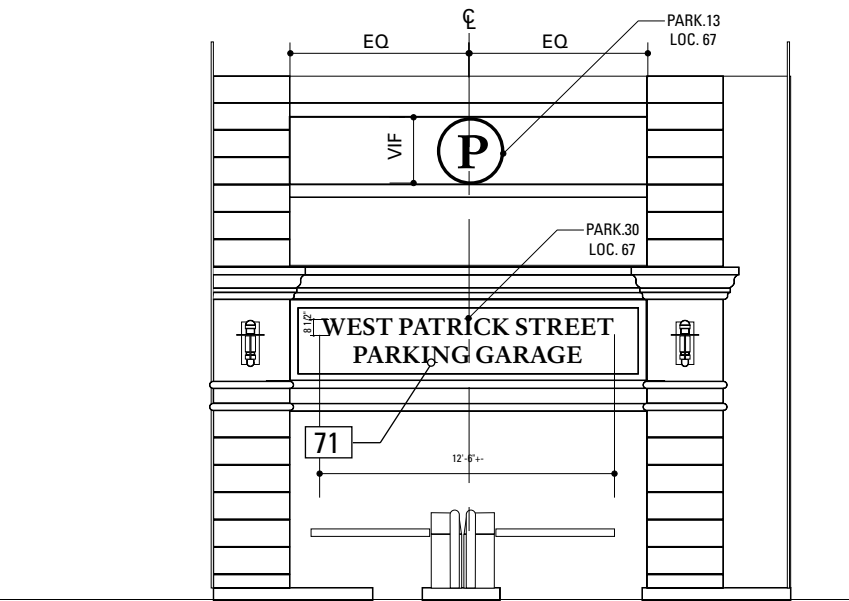 ℄
EQ
EQ
PARK.13
LOC. 67
VIF
P
PARK.30
LOC. 67
8 1/2"
WEST PATRICK STREET
PARKING GARAGE
71
12'-6"+-